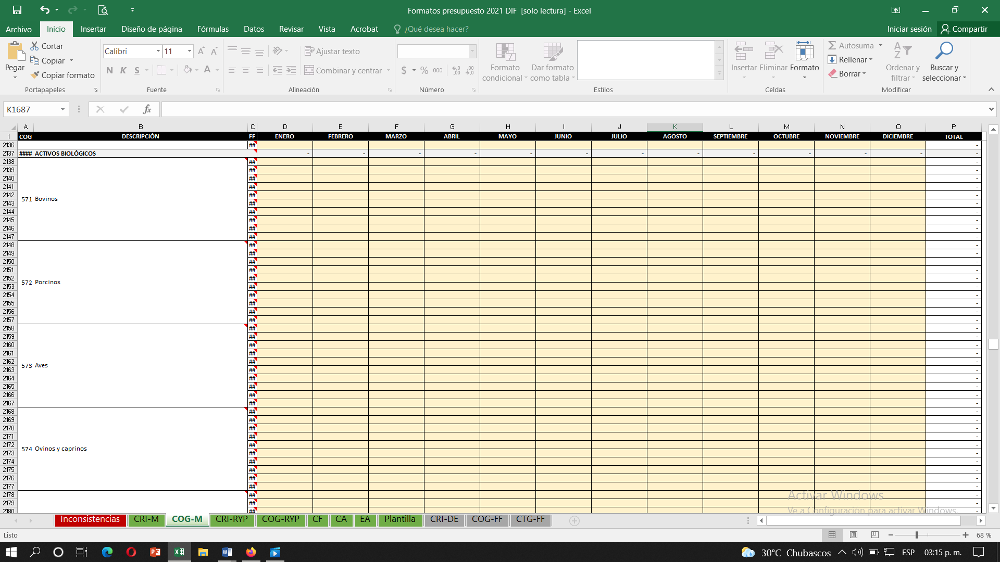 Formatos presupuesto 2021 DIF  [solo lectura] - Excel
Archivo Inicio Insertar Diseño de página Fórmulas Datos Revisar Vista Acrobat ¿Qué desea hacer? Iniciar sesión Compartir
Pegar Cortar Copiar Copiar formato
Portapapeles
Calibri 11
N K S A
Fuente
Ajustar texto
Combinar y centrar
Alineación
$ % 000
Número
Formato condicional
Dar formato como tabla
Estilos
Insertar Eliminar Formato
Celdas
Autosuma
Rellenar
Borrar
Ordenar y filtrar
Buscar y seleccionar
Modificar
K1687 fx
A B C D E F G H I J K L M N O P
1 COG DESCRIPCIÓN FF ENERO FEBRERO MARZO ABRIL MAYO JUNIO JULIO AGOSTO SEPTIEMBRE OCTUBRE NOVIEMBRE DICIEMBRE TOTAL
2136 ## -
2137 #### ACTIVOS BIOLÓGICOS - - - - - - - - - - - - -
2138 ## -
2139 ## -
2140 ## -
2141 ## -
2142 ## -
571 Bovinos
2143 ## -
2144 ## -
2145 ## -
2146 ## -
2147 ## -
2148 ## -
2149 ## -
2150 ## -
2151 ## -
2152 ## -
572 Porcinos
2153 ## -
2154 ## -
2155 ## -
2156 ## -
2157 ## -
2158 ## -
2159 ## -
2160 ## -
2161 ## -
2162 ## -
573 Aves
2163 ## -
2164 ## -
2165 ## -
2166 ## -
2167 ## -
2168 ## -
2169 ## -
2170 ## -
2171 ## -
2172 ## -
574 Ovinos y caprinos
2173 ## -
2174 ## -
2175 ## -
2176 ## -
2177 ## -
2178 ## -
2179 ## -
2180 ## -
Activar Windows
Ve a Configuración para activar Windows.
Inconsistencias CRI-M COG-M CRI-RYP COG-RYP CF CA EA Plantilla CRI-DE COG-FF CTG-FF
Listo 68 %
30°C Chubascos ESP 03:15 p. m.